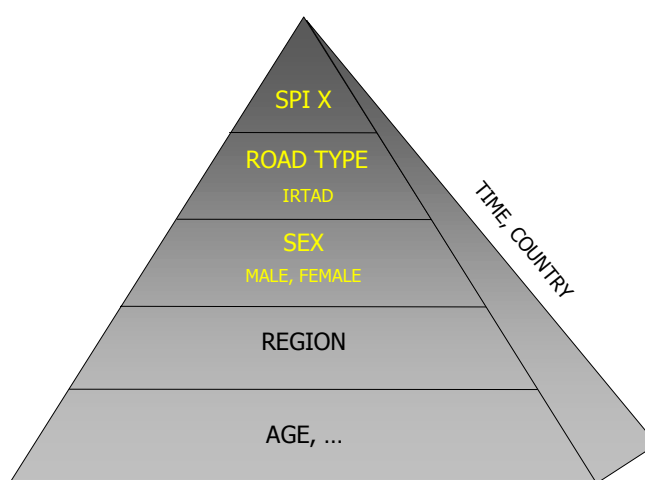 SPI X
ROAD TYPE
IRTAD
SEX
MALE, FEMALE
REGION
AGE, …
TIME, COUNTRY